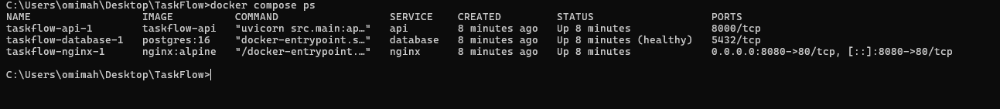 C:\Users\omimah\Desktop\TaskFlow>docker compose ps
NAME IMAGE COMMAND SERVICE CREATED STATUS PORTS
taskflow-api-1 taskflow-api "uvicorn src.main:ap…" api 8 minutes ago Up 8 minutes 8000/tcp
taskflow-database-1 postgres:16 "docker-entrypoint.s…" database 8 minutes ago Up 8 minutes (healthy) 5432/tcp
taskflow-nginx-1 nginx:alpine "/docker-entrypoint.…" nginx 8 minutes ago Up 8 minutes 0.0.0.0:8080->80/tcp, [::]:8080->80/tcp
C:\Users\omimah\Desktop\TaskFlow>